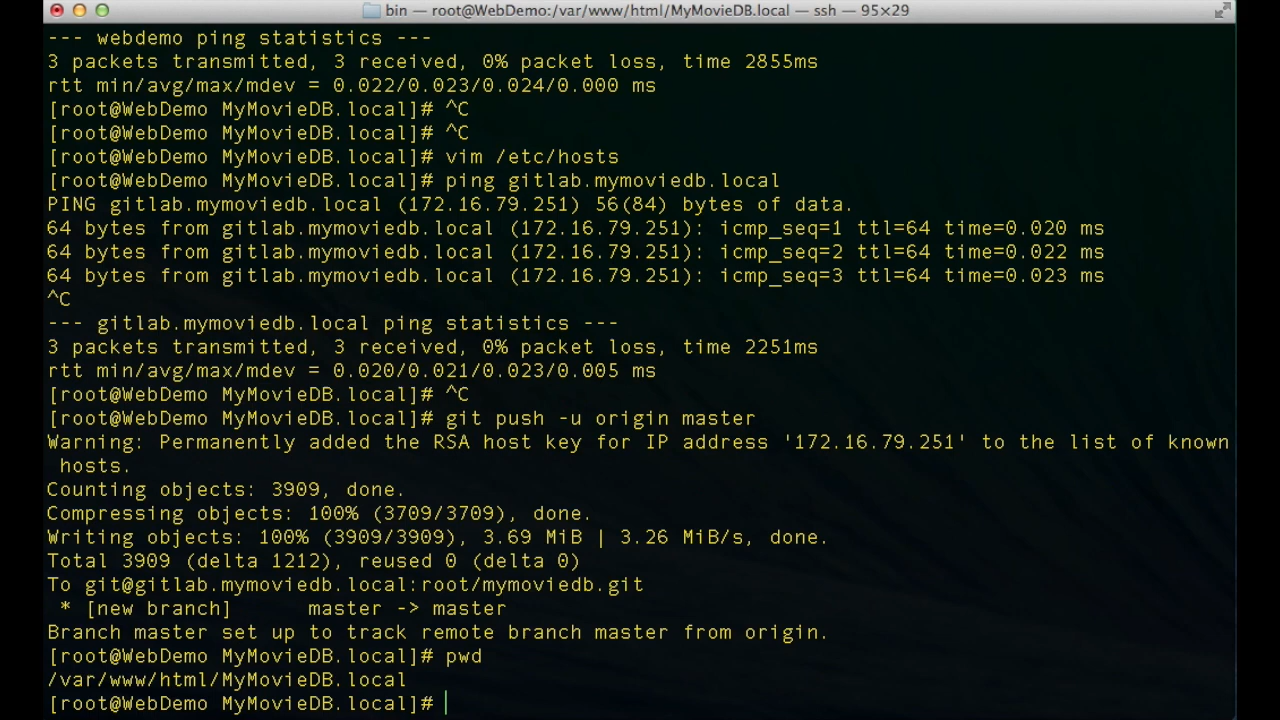 bin — root@WebDemo:/var/www/html/MyMovieDB.local — ssh — 95×29
--- webdemo ping statistics ---
3 packets transmitted, 3 received, 0% packet loss, time 2855ms
rtt min/avg/max/mdev = 0.022/0.023/0.024/0.000 ms
[root@WebDemo MyMovieDB.local]# ^C
[root@WebDemo MyMovieDB.local]# ^C
[root@WebDemo MyMovieDB.local]# vim /etc/hosts
[root@WebDemo MyMovieDB.local]# ping gitlab.mymoviedb.local
PING gitlab.mymoviedb.local (172.16.79.251) 56(84) bytes of data.
64 bytes from gitlab.mymoviedb.local (172.16.79.251): icmp_seq=1 ttl=64 time=0.020 ms
64 bytes from gitlab.mymoviedb.local (172.16.79.251): icmp_seq=2 ttl=64 time=0.022 ms
64 bytes from gitlab.mymoviedb.local (172.16.79.251): icmp_seq=3 ttl=64 time=0.023 ms
^C
--- gitlab.mymoviedb.local ping statistics ---
3 packets transmitted, 3 received, 0% packet loss, time 2251ms
rtt min/avg/max/mdev = 0.020/0.021/0.023/0.005 ms
[root@WebDemo MyMovieDB.local]# ^C
[root@WebDemo MyMovieDB.local]# git push -u origin master
Warning: Permanently added the RSA host key for IP address '172.16.79.251' to the list of known
hosts.
Counting objects: 3909, done.
Compressing objects: 100% (3709/3709), done.
Writing objects: 100% (3909/3909), 3.69 MiB | 3.26 MiB/s, done.
Total 3909 (delta 1212), reused 0 (delta 0)
To git@gitlab.mymoviedb.local:root/mymoviedb.git
* [new branch]      master -> master
Branch master set up to track remote branch master from origin.
[root@WebDemo MyMovieDB.local]# pwd
/var/www/html/MyMovieDB.local
[root@WebDemo MyMovieDB.local]#